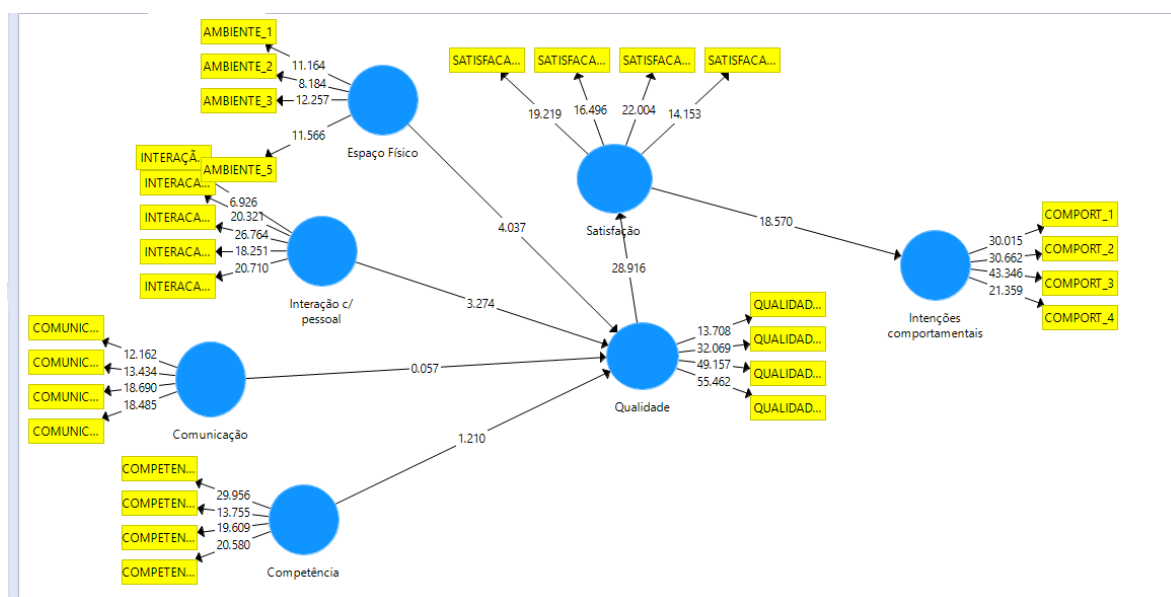 AMBIENTE_1
AMBIENTE_2
AMBIENTE_3
AMBIENTE_5
11.164
8.184
12.257
11.566
Espaço Físico
SATISFACA...
SATISFACA...
SATISFACA...
SATISFACA...
19.219
16.496
22.004
14.153
Satisfação
INTERAÇÃ...
INTERACA...
INTERACA...
INTERACA...
INTERACA...
6.926
20.321
26.764
18.251
20.710
Interação c/
pessoal
4.037
3.274
28.916
18.570
COMPORT_1
COMPORT_2
COMPORT_3
COMPORT_4
30.015
30.662
43.346
21.359
Intenções
comportamentais
COMUNIC...
COMUNIC...
COMUNIC...
COMUNIC...
12.162
13.434
18.690
18.485
Comunicação
0.057
QUALIDAD...
QUALIDAD...
QUALIDAD...
QUALIDAD...
13.708
32.069
49.157
55.462
Qualidade
1.210
COMPETEN...
COMPETEN...
COMPETEN...
COMPETEN...
29.956
13.755
19.609
20.580
Competência